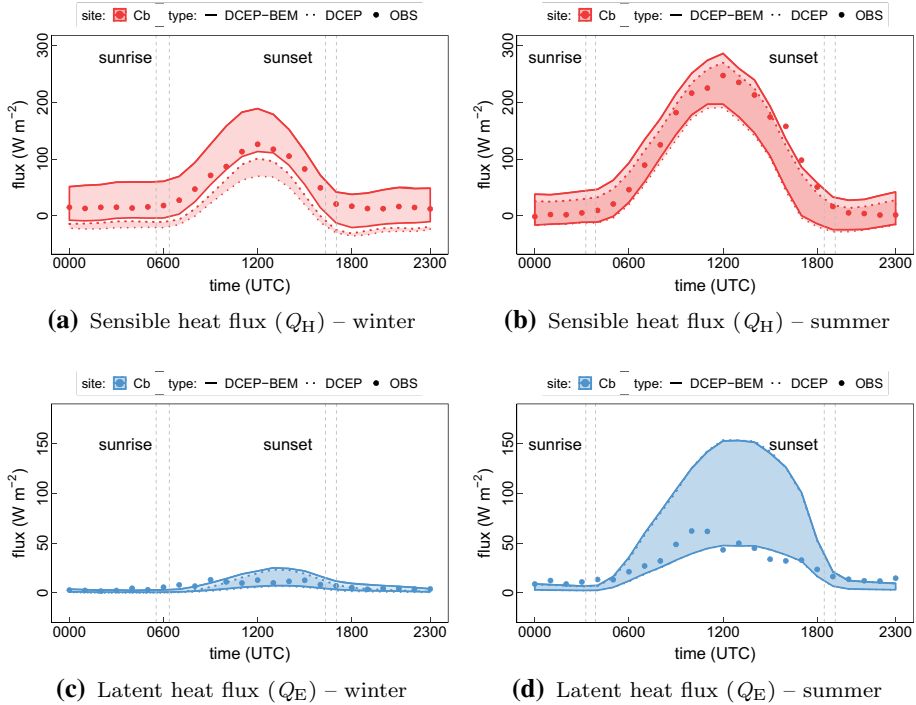 site: Cb type: DCEP−BEM DCEP OBS
300
200
100
0
flux (W m−2)
sunrise
sunset
0000 0600 1200 1800 2300
time (UTC)
(a) Sensible heat flux (QH) – winter
site: Cb type: DCEP−BEM DCEP OBS
300
200
100
0
flux (W m−2)
sunrise
sunset
0000 0600 1200 1800 2300
time (UTC)
(b) Sensible heat flux (QH) – summer
site: Cb type: DCEP−BEM DCEP OBS
150
100
50
0
flux (W m−2)
sunrise
sunset
0000 0600 1200 1800 2300
time (UTC)
(c) Latent heat flux (QE) – winter
site: Cb type: DCEP−BEM DCEP OBS
150
100
50
0
flux (W m−2)
sunrise
sunset
0000 0600 1200 1800 2300
time (UTC)
(d) Latent heat flux (QE) – summer